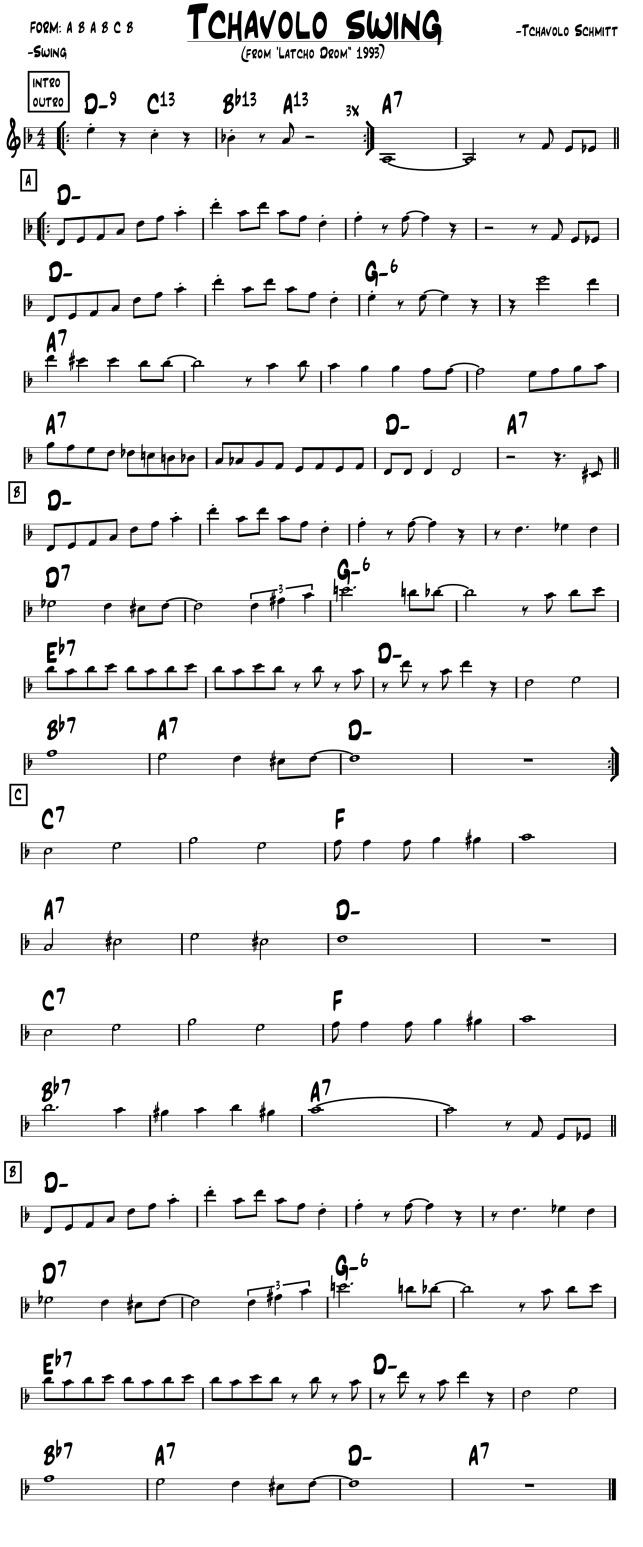 TCHAVOLO SWING
FORM: A B A B C B
-TCHAVOLO SCHMITT
-SWING
(FROM "LATCHO DROM" 1993)
INTRO
OUTRO
D-9 C13 B♭13 A13 3X A7
4
4
A
D-
D- G-6
A7
A7 D- A7
B
D-
D7 3 G-6
E♭7 D-
B♭7 A7 D-
C
C7 F
A7 D-
C7 F
B♭7 A7
B
D-
D7 3 G-6
E♭7 D-
B♭7 A7 D- A7